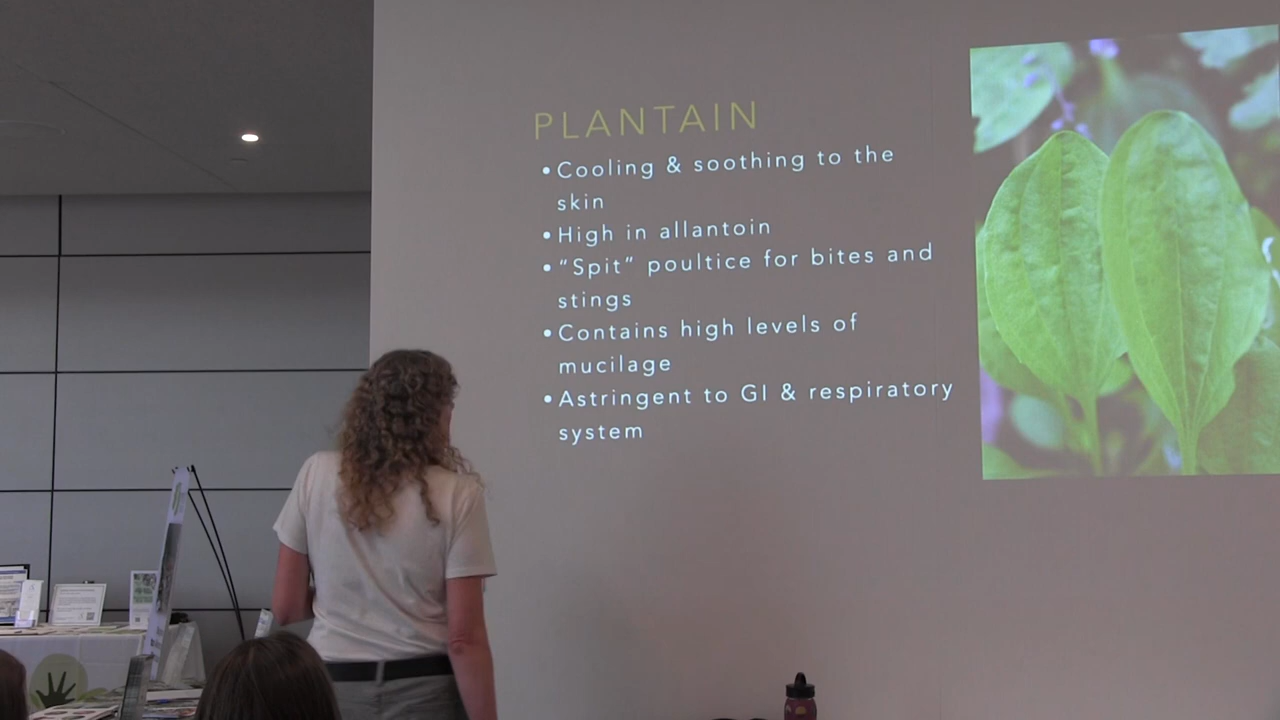 PLANTAIN
•Cooling & soothing to the
skin
•High in allantoin
•“Spit” poultice for bites and
stings
•Contains high levels of
mucilage
•Astringent to GI & respiratory
system